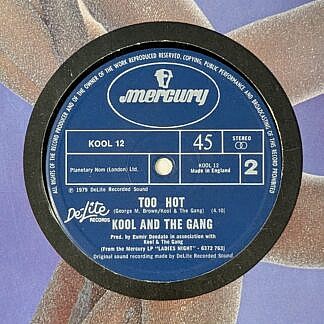 ALL RIGHTS OF THE RECORD PRODUCER AND OF THE OWNER OF THE WORK REPRODUCED RESERVED, COPYING, PUBLIC PERFORMANCE AND BROADCASTING OF THIS RECORD PROHIBITED
mercury
KOOL 12
45
STEREO
Planetary Nom (London) Ltd.
KOOL 12
Made in England
2
℗ 1979 DeLite Recorded Sound
TOO HOT
(George M. Brown/Kool & The Gang) (4.10)
DeLite
RECORDS
KOOL AND THE GANG
Prod. by Eumir Deodato in association with
Kool & The Gang
(From the Mercury LP "LADIES NIGHT" - 6372 763)
Original sound recording made by DeLite Recorded Sound